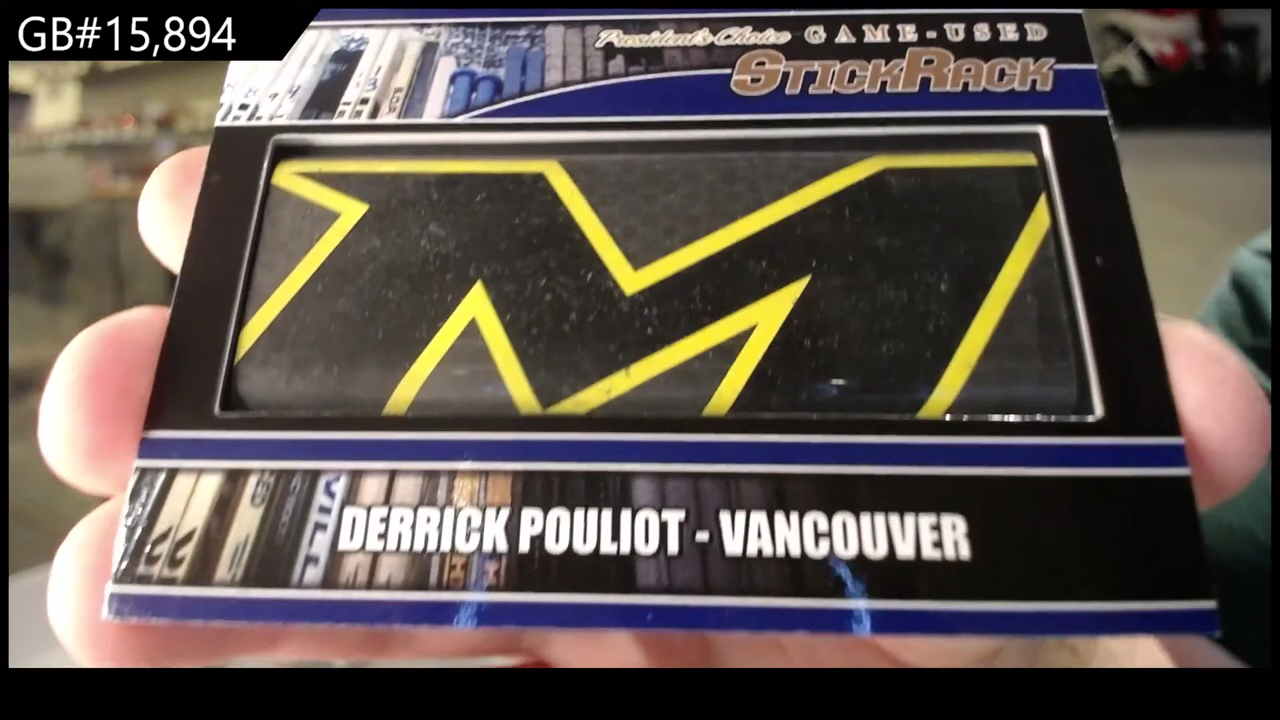 GB#15,894
President's Choice GAME-USED
STICKRACK
DERRICK POULIOT - VANCOUVER